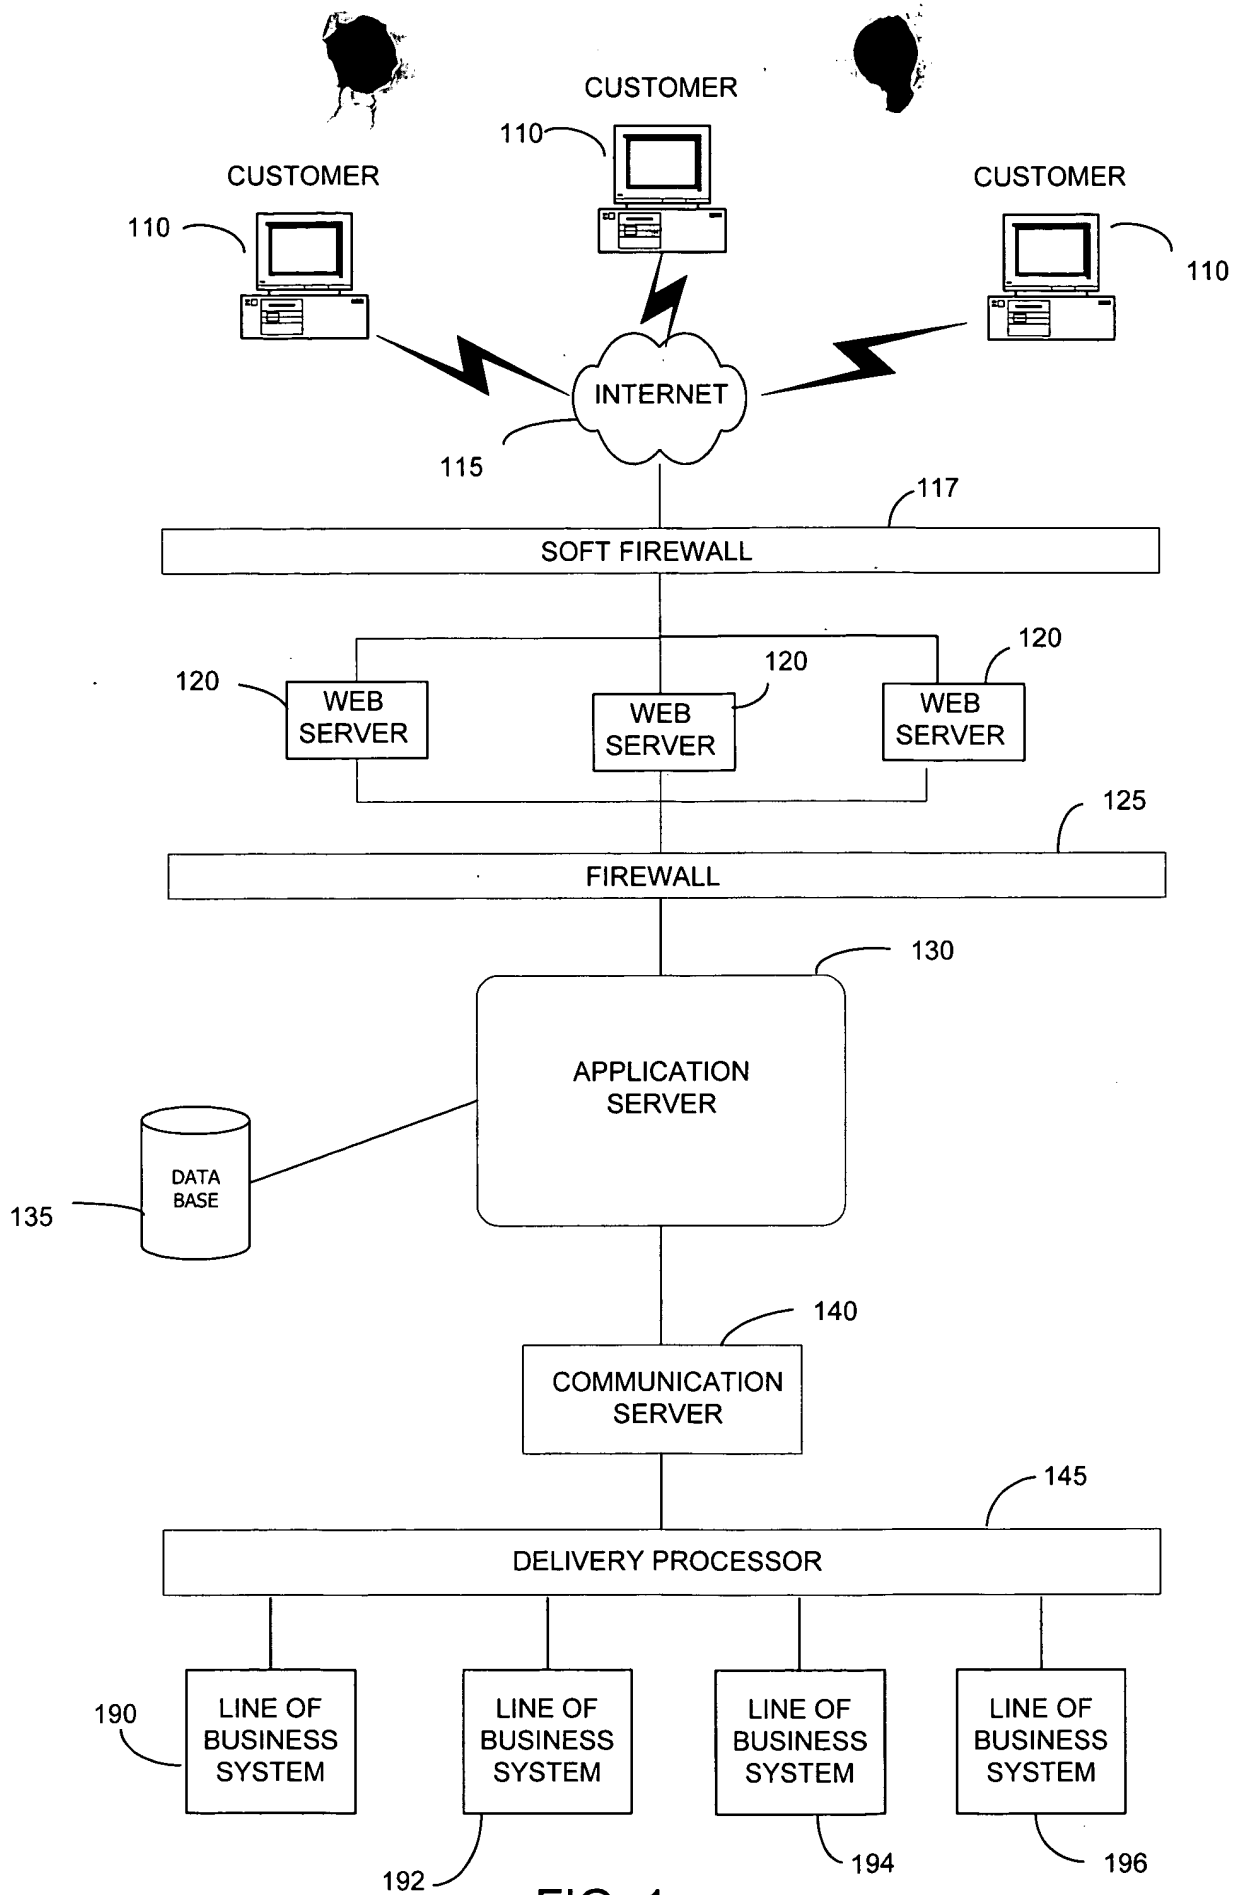 CUSTOMER
110
CUSTOMER
110
CUSTOMER
110
INTERNET
115
117
SOFT FIREWALL
120
WEB
SERVER
120
WEB
SERVER
120
WEB
SERVER
125
FIREWALL
130
APPLICATION
SERVER
DATA
BASE
135
140
COMMUNICATION
SERVER
145
DELIVERY PROCESSOR
190
LINE OF
BUSINESS
SYSTEM
LINE OF
BUSINESS
SYSTEM
LINE OF
BUSINESS
SYSTEM
LINE OF
BUSINESS
SYSTEM
192
194
196
FIG. 1